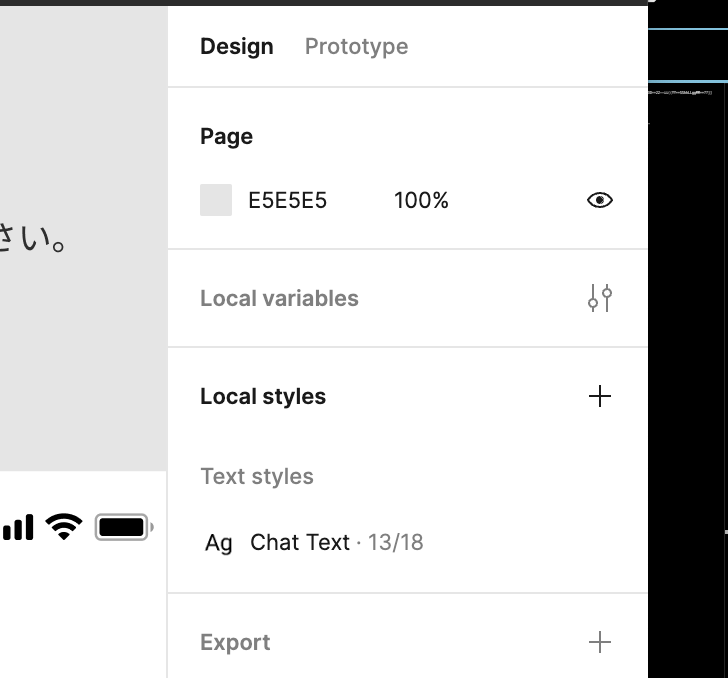 Design Prototype
Page
E5E5E5 100%
さい。
Local variables
Local styles
Text styles
Ag Chat Text · 13/18
Export